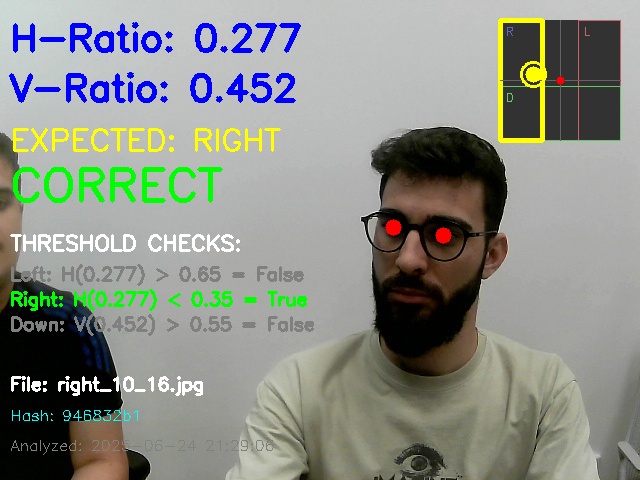 H-Ratio: 0.277
V-Ratio: 0.452
EXPECTED: RIGHT
CORRECT
THRESHOLD CHECKS:
Left: H(0.277) > 0.65 = False
Right: H(0.277) < 0.35 = True
Down: V(0.452) > 0.55 = False
File: right_10_16.jpg
Hash: 946832b1
Analyzed: 2025-06-24 21:29:06
R
L
D